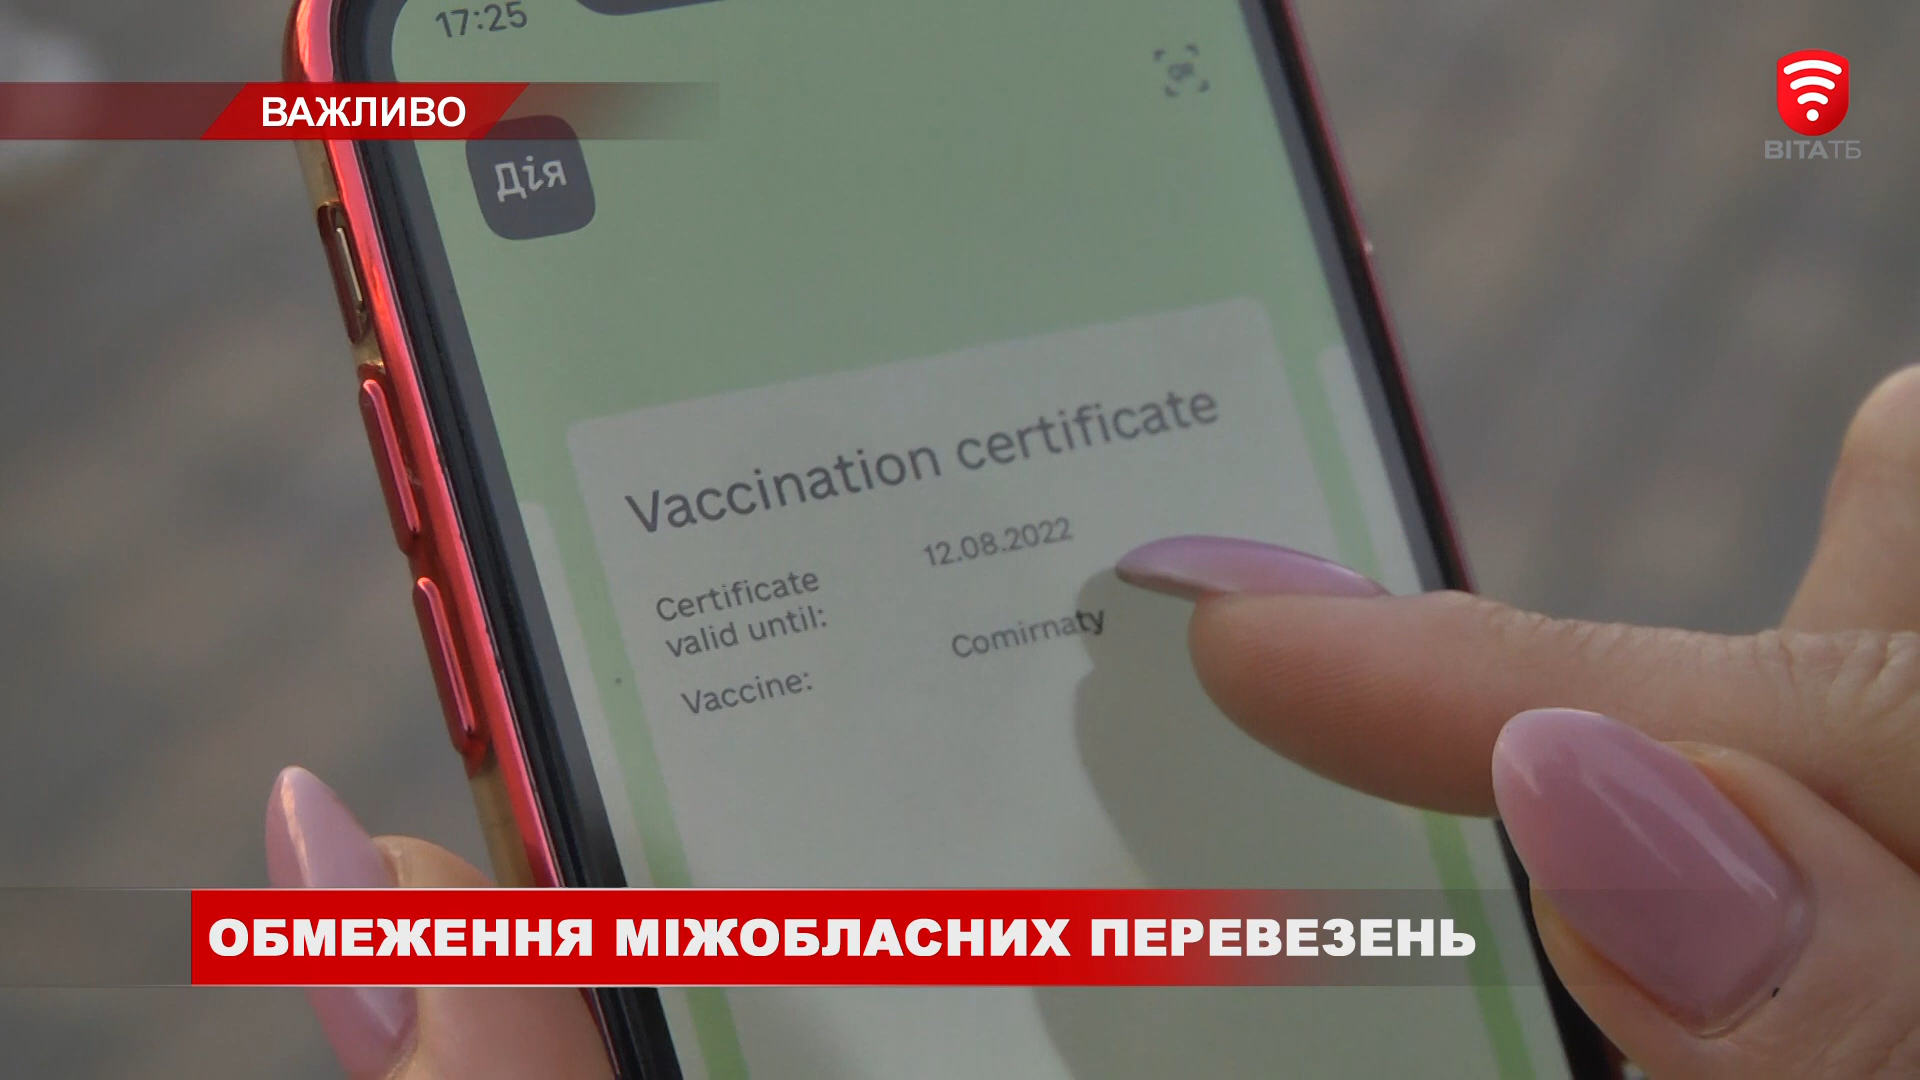 17:25
ВАЖЛИВО
ВІТАТБ
Дія
Vaccination certificate
Certificate
valid until:
12.08.2022
Vaccine:
Comirnaty
ОБМЕЖЕННЯ МІЖОБЛАСНИХ ПЕРЕВЕЗЕНЬ